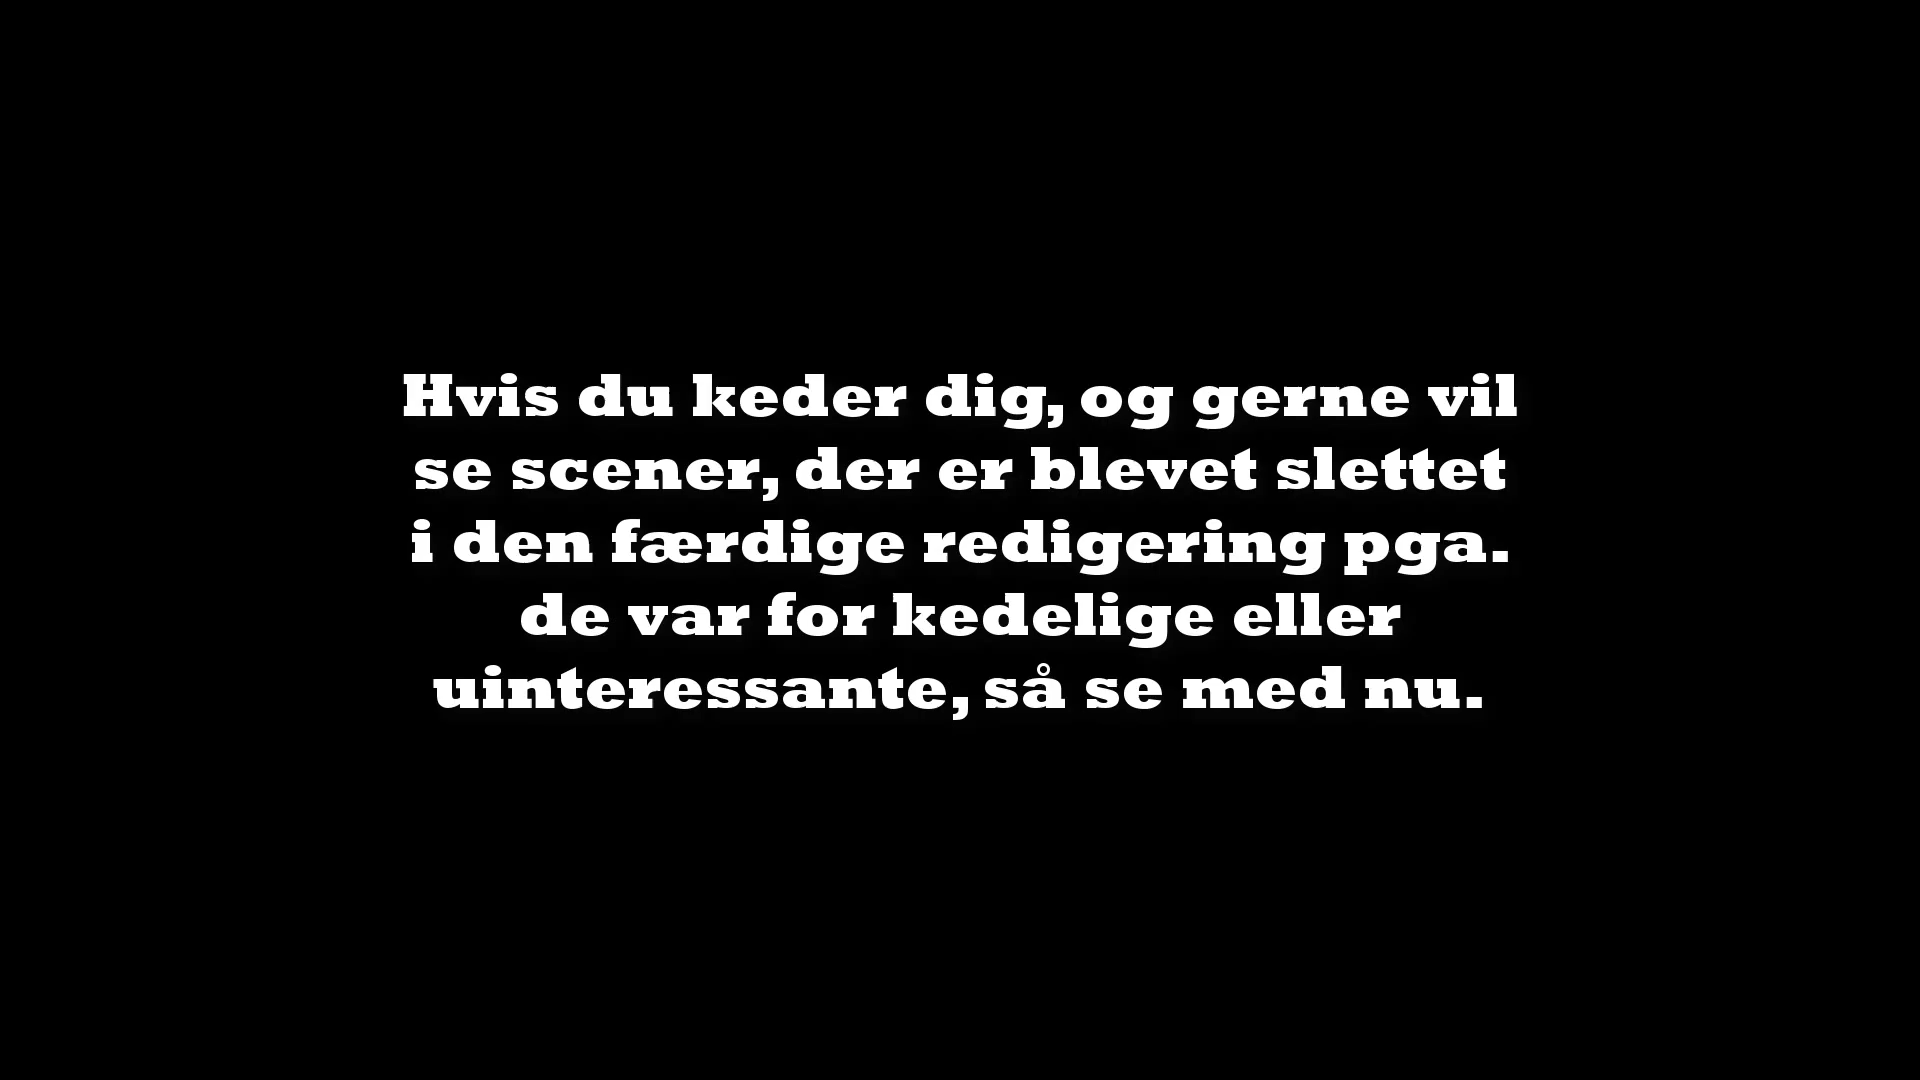 Hvis du keder dig, og gerne vil
se scener, der er blevet slettet
i den færdige redigering pga.
de var for kedelige eller
uinteressante, så se med nu.